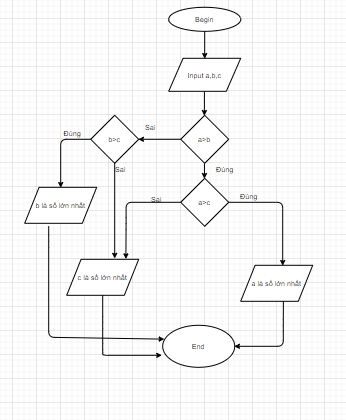 Begin
Input a,b,c
Sai
b>c
a>b
Đúng
Sai
Đúng
Sai
Đúng
a>c
b là số lớn nhất
c là số lớn nhất
a là số lớn nhất
End